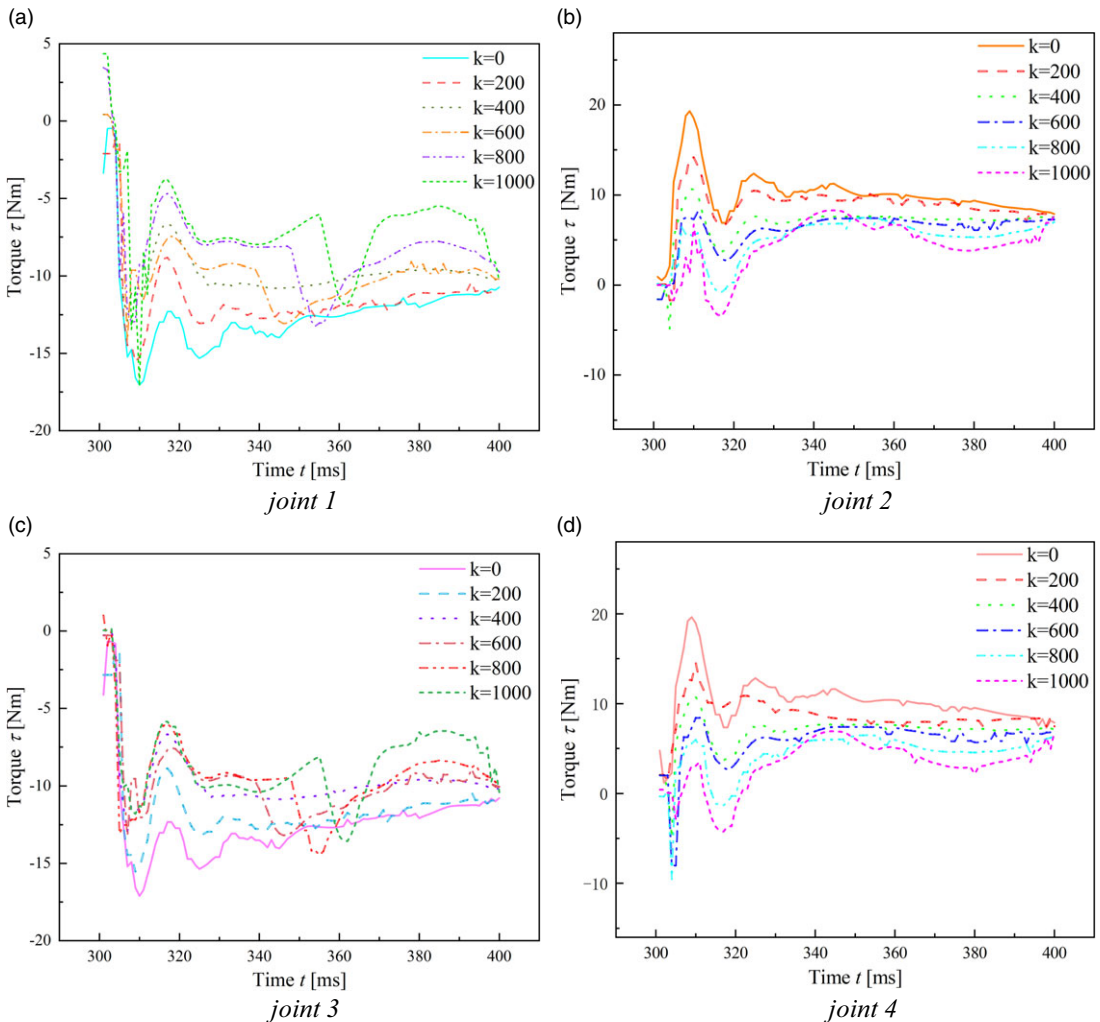 (a)
5
0
-5
-10
-15
-20
Torque τ [Nm]
300 320 340 360 380 400
Time t [ms]
k=0
k=200
k=400
k=600
k=800
k=1000
joint 1
(b)
20
10
0
-10
Torque τ [Nm]
300 320 340 360 380 400
Time t [ms]
k=0
k=200
k=400
k=600
k=800
k=1000
joint 2
(c)
5
0
-5
-10
-15
-20
Torque τ [Nm]
300 320 340 360 380 400
Time t [ms]
k=0
k=200
k=400
k=600
k=800
k=1000
joint 3
(d)
20
10
0
−10
Torque τ [Nm]
300 320 340 360 380 400
Time t [ms]
k=0
k=200
k=400
k=600
k=800
k=1000
joint 4